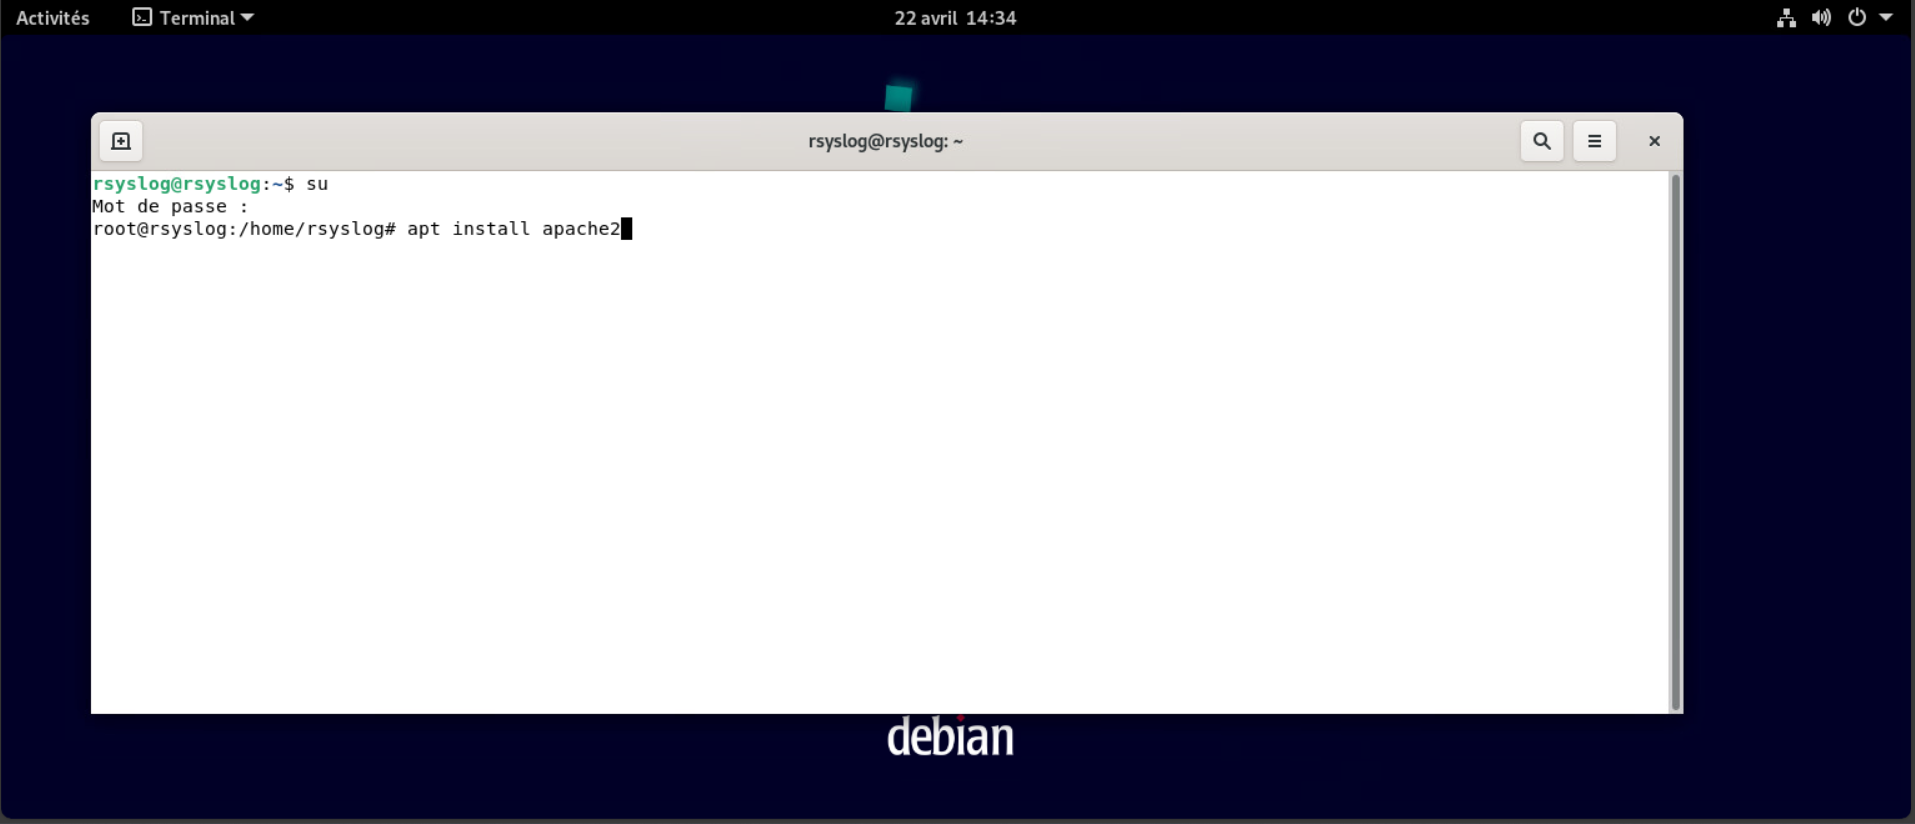 Activités Terminal 22 avril 14:34
rsyslog@rsyslog: ~
rsyslog@rsyslog:~$ su
Mot de passe :
root@rsyslog:/home/rsyslog# apt install apache2
debian